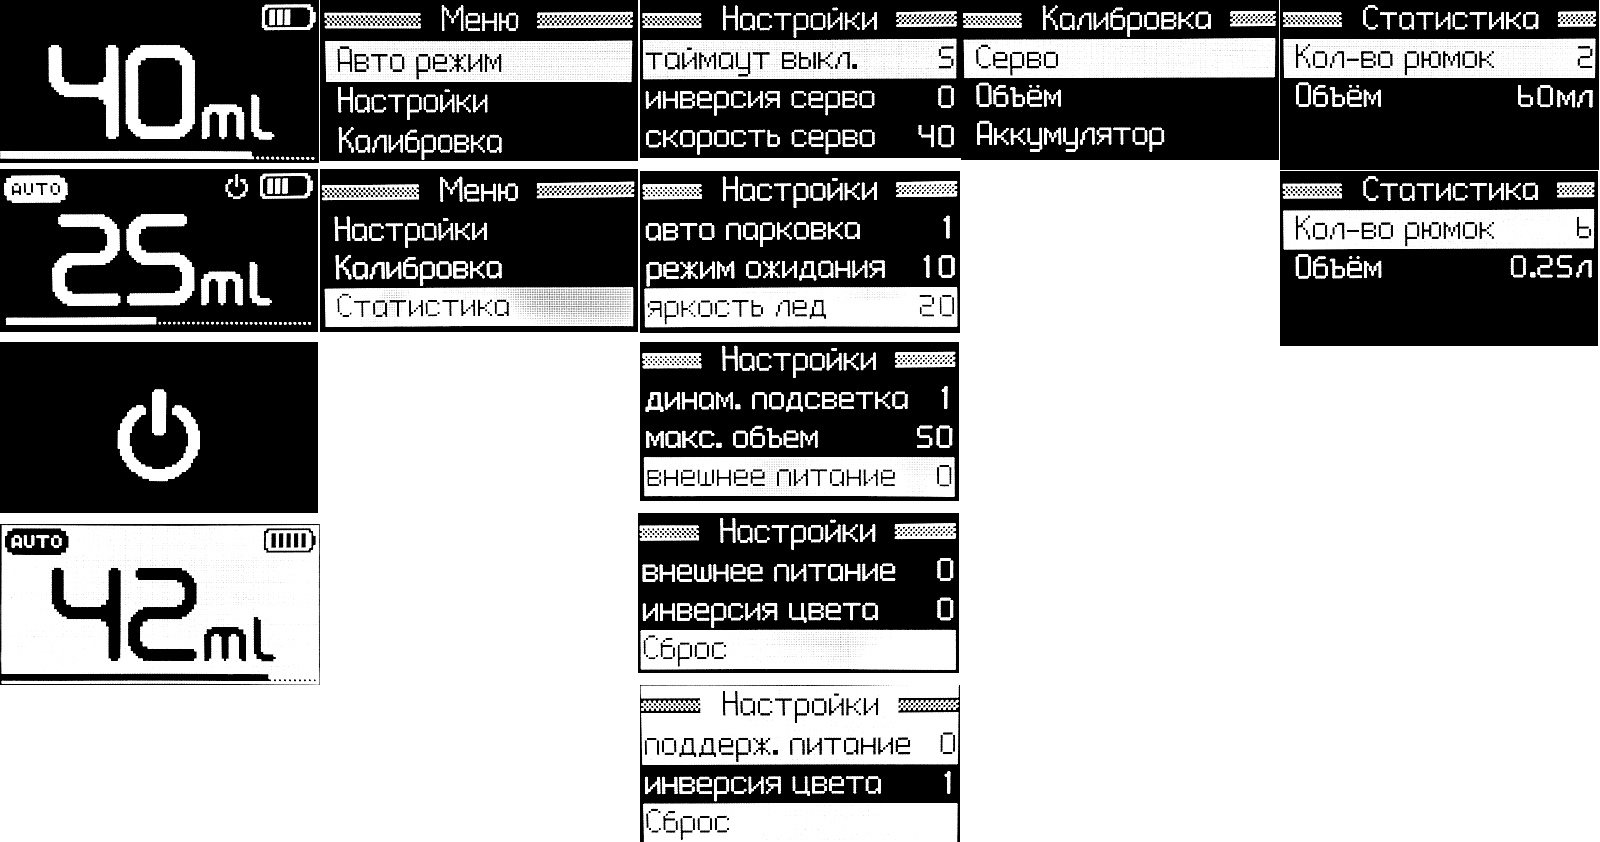 40ml
AUTO
25ml
AUTO
42ml
Меню
Авто режим
Настройки
Калибровка
Меню
Настройки
Калибровка
Статистика
Настройки
таймаут выкл. 5
инверсия серво 0
скорость серво 40
Настройки
авто парковка 1
режим ожидания 10
яркость лед 20
Настройки
динам. подсветка 1
макс. объем 50
внешнее питание 0
Настройки
внешнее питание 0
инверсия цвета 0
Сброс
Настройки
поддерж. питание 0
инверсия цвета 1
Сброс
Калибровка
Серво
Объём
Аккумулятор
Статистика
Кол-во рюмок 2
Объём 60мл
Статистика
Кол-во рюмок 6
Объём 0.25л